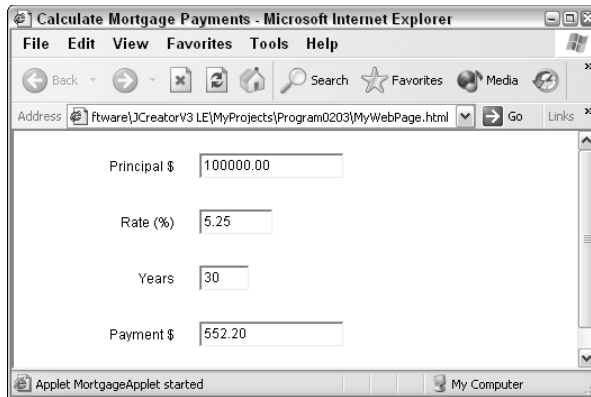 Calculate Mortgage Payments - Microsoft Internet Explorer
File Edit View Favorites Tools Help
Back Search Favorites Media »
Address ftware\JCreatorV3 LE\MyProjects\Program0203\MyWebPage.html Go Links »
Principal $ 100000.00
Rate (%) 5.25
Years 30
Payment $ 552.20
Applet MortgageApplet started My Computer